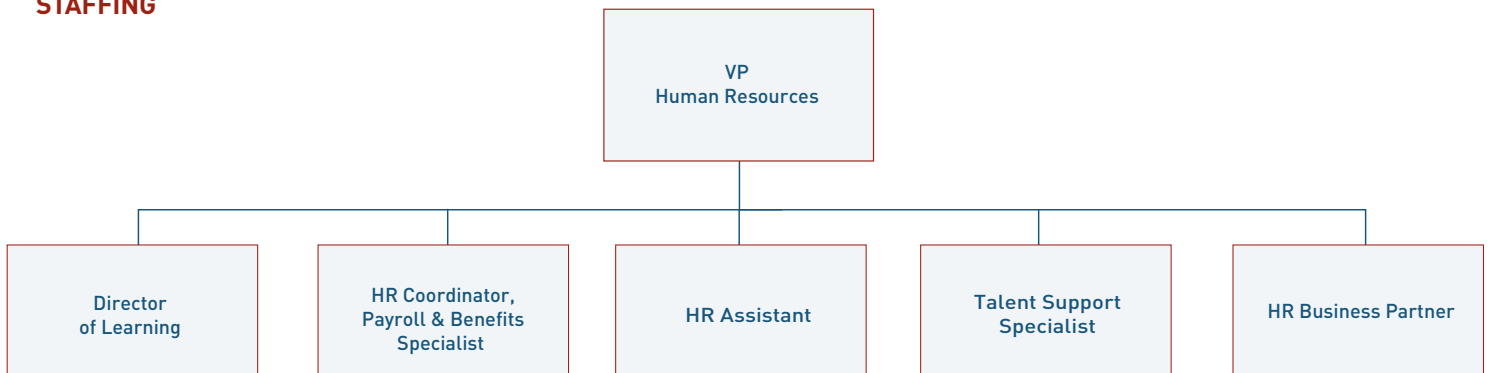 STAFFING
VP
Human Resources
Director
of Learning
HR Coordinator,
Payroll & Benefits
Specialist
HR Assistant
Talent Support
Specialist
HR Business Partner